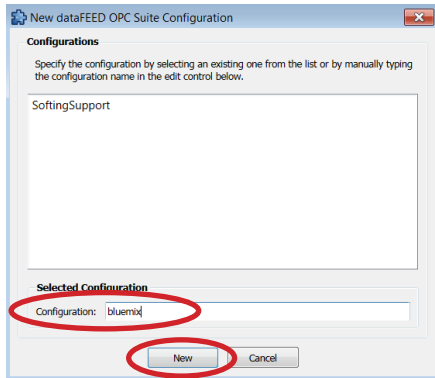 New dataFEED OPC Suite Configuration
Configurations
Specify the configuration by selecting an existing one from the list or by manually typing
the configuration name in the edit control below.
SoftingSupport
Selected Configuration
Configuration: bluemix
New Cancel